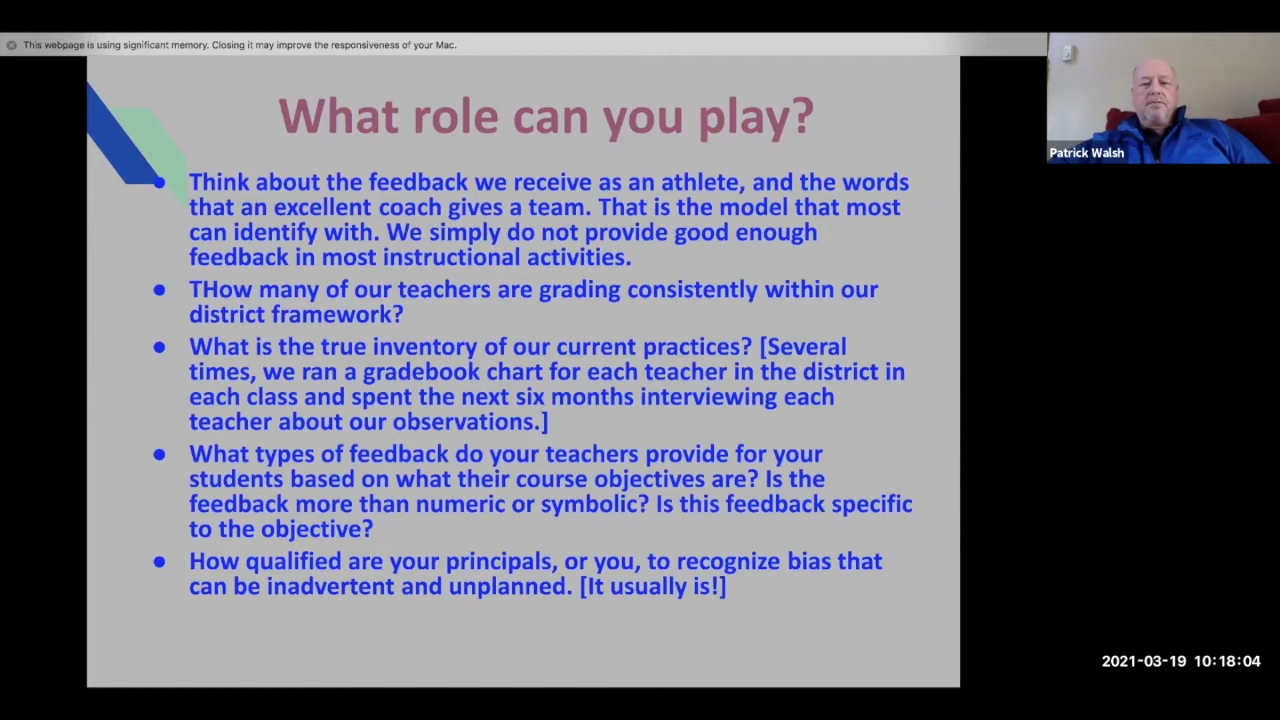 This webpage is using significant memory. Closing it may improve the responsiveness of your Mac.
What role can you play?
Patrick Walsh
● Think about the feedback we receive as an athlete, and the words
that an excellent coach gives a team. That is the model that most
can identify with. We simply do not provide good enough
feedback in most instructional activities.
● THow many of our teachers are grading consistently within our
district framework?
● What is the true inventory of our current practices? [Several
times, we ran a gradebook chart for each teacher in the district in
each class and spent the next six months interviewing each
teacher about our observations.]
● What types of feedback do your teachers provide for your
students based on what their course objectives are? Is the
feedback more than numeric or symbolic? Is this feedback specific
to the objective?
● How qualified are your principals, or you, to recognize bias that
can be inadvertent and unplanned. [It usually is!]
2021-03-19 10:18:04